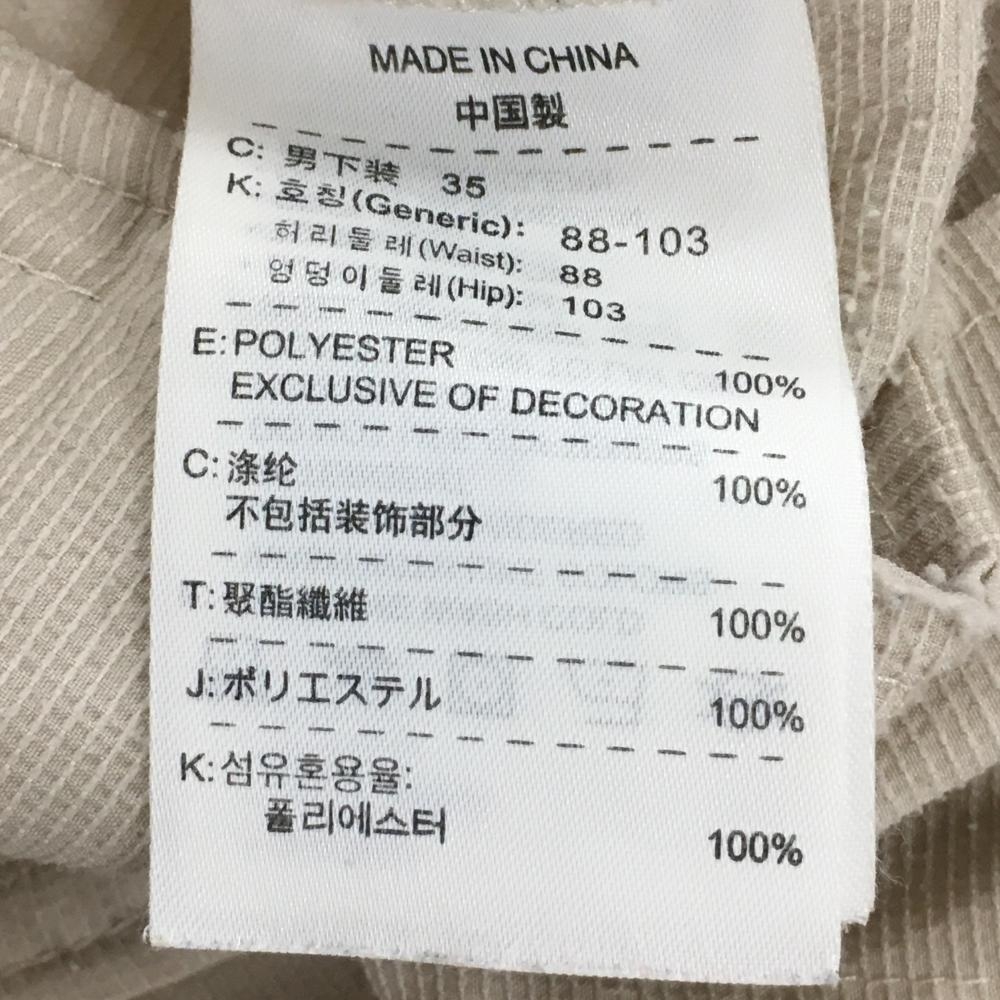 MADE IN CHINA
中国製
C: 男下装 35
K: 호칭(Generic): 88-103
허리둘레(Waist): 88
엉덩이둘레(Hip): 103
E: POLYESTER 100%
EXCLUSIVE OF DECORATION
C: 涤纶 100%
不包括装饰部分
T: 聚酯纖維 100%
J: ポリエステル 100%
K: 섬유혼용율:
폴리에스터 100%